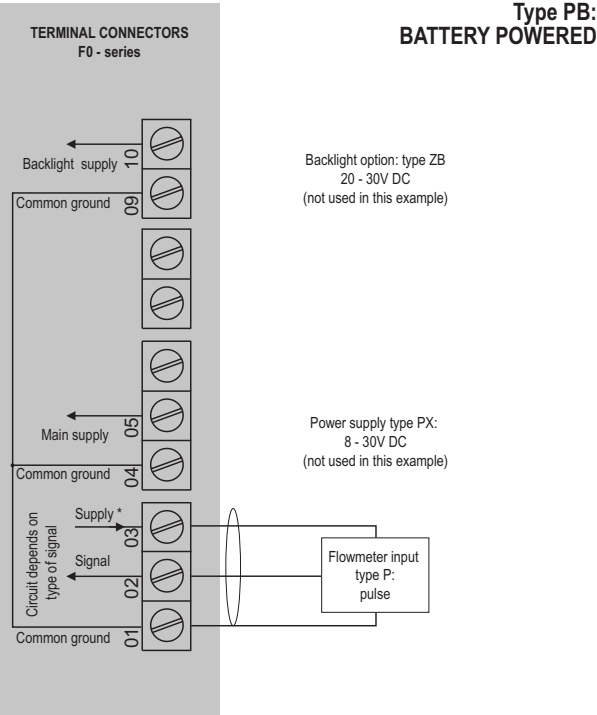 Type PB:
BATTERY POWERED
TERMINAL CONNECTORS
F0 - series
10
Backlight supply
09
Common ground
Backlight option: type ZB
20 - 30V DC
(not used in this example)
05
Main supply
04
Common ground
Power supply type PX:
8 - 30V DC
(not used in this example)
Circuit depends on
type of signal
Supply *
03
Signal
02
01
Common ground
Flowmeter input
type P:
pulse